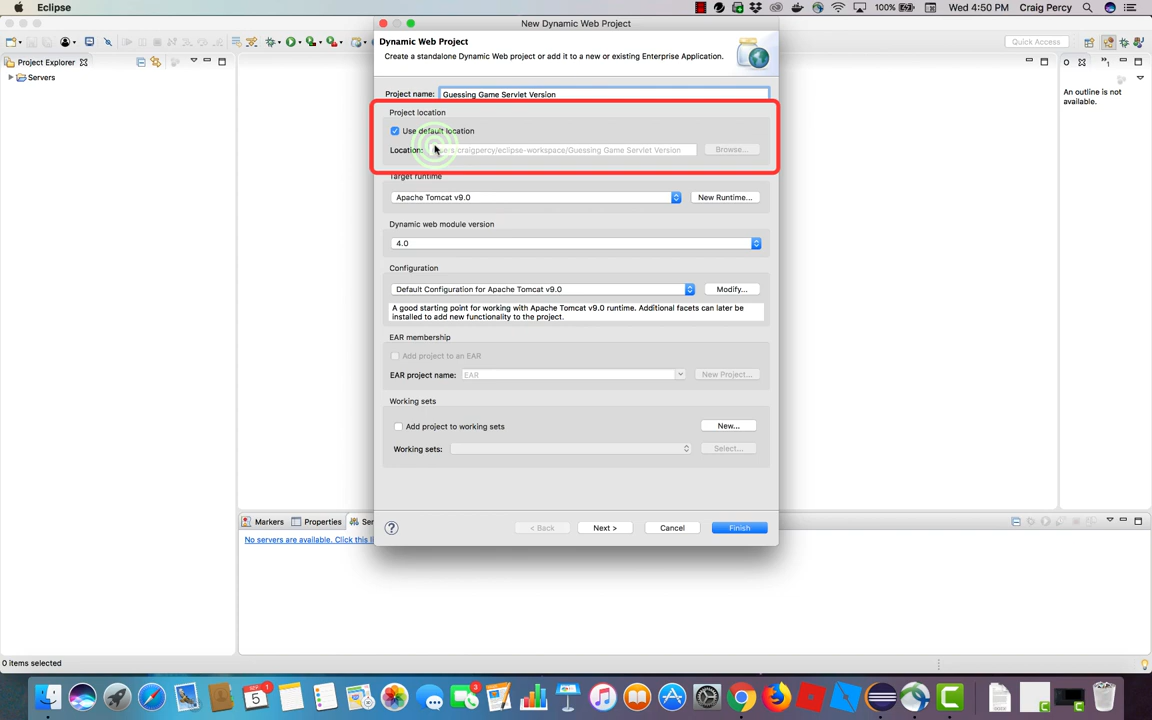 Eclipse
100%
Wed 4:50 PM
Craig Percy
New Dynamic Web Project
Dynamic Web Project
Create a standalone Dynamic Web project or add it to a new or existing Enterprise Application.
Quick Access
Project Explorer
Servers
An outline is not
available.
Project name: Guessing Game Servlet Version
Project location
Use default location
Location: /craigpercy/eclipse-workspace/Guessing Game Servlet Version
Browse...
Target runtime
Apache Tomcat v9.0
New Runtime...
Dynamic web module version
4.0
Configuration
Default Configuration for Apache Tomcat v9.0
Modify...
A good starting point for working with Apache Tomcat v9.0 runtime. Additional facets can later be
installed to add new functionality to the project.
EAR membership
Add project to an EAR
EAR project name: EAR
New Project...
Working sets
Add project to working sets
New...
Working sets:
Select...
< Back
Next >
Cancel
Finish
Markers
Properties
Ser
No servers are available. Click this li
0 items selected
SEP
5
1
3